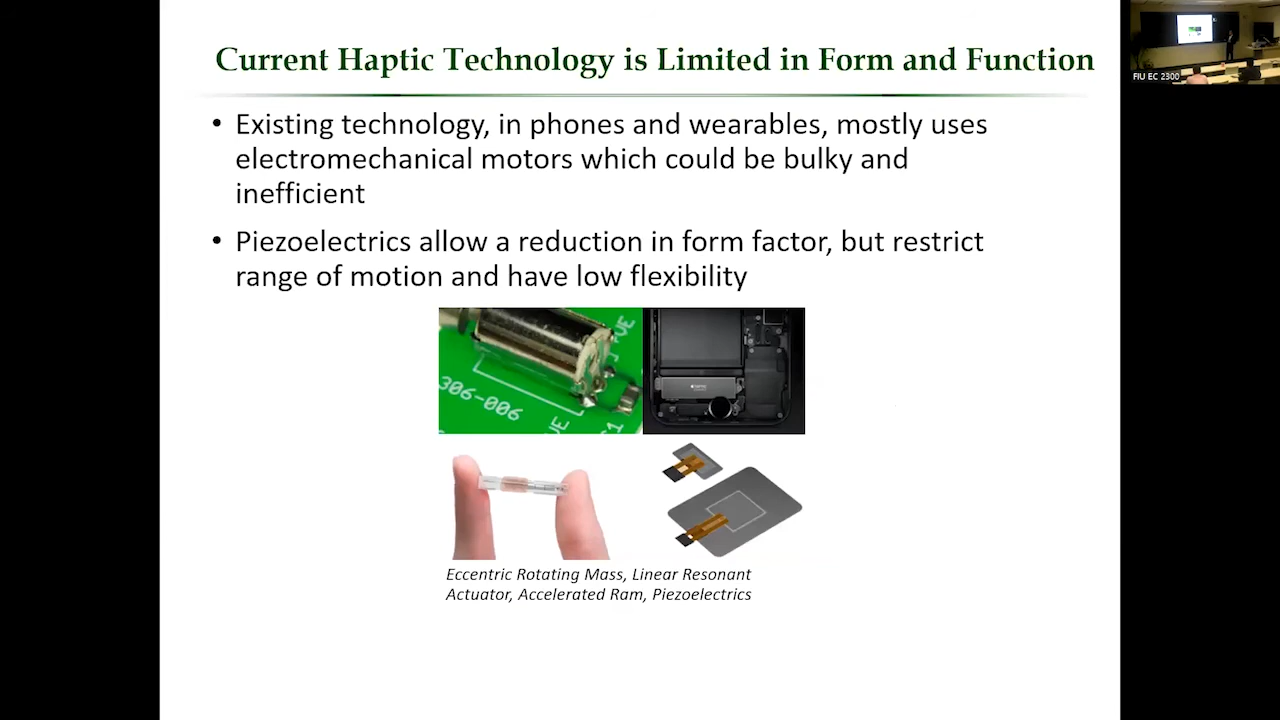 Current Haptic Technology is Limited in Form and Function
FIU EC 2300
• Existing technology, in phones and wearables, mostly uses
electromechanical motors which could be bulky and
inefficient
• Piezoelectrics allow a reduction in form factor, but restrict
range of motion and have low flexibility
306-006
Eccentric Rotating Mass, Linear Resonant
Actuator, Accelerated Ram, Piezoelectrics